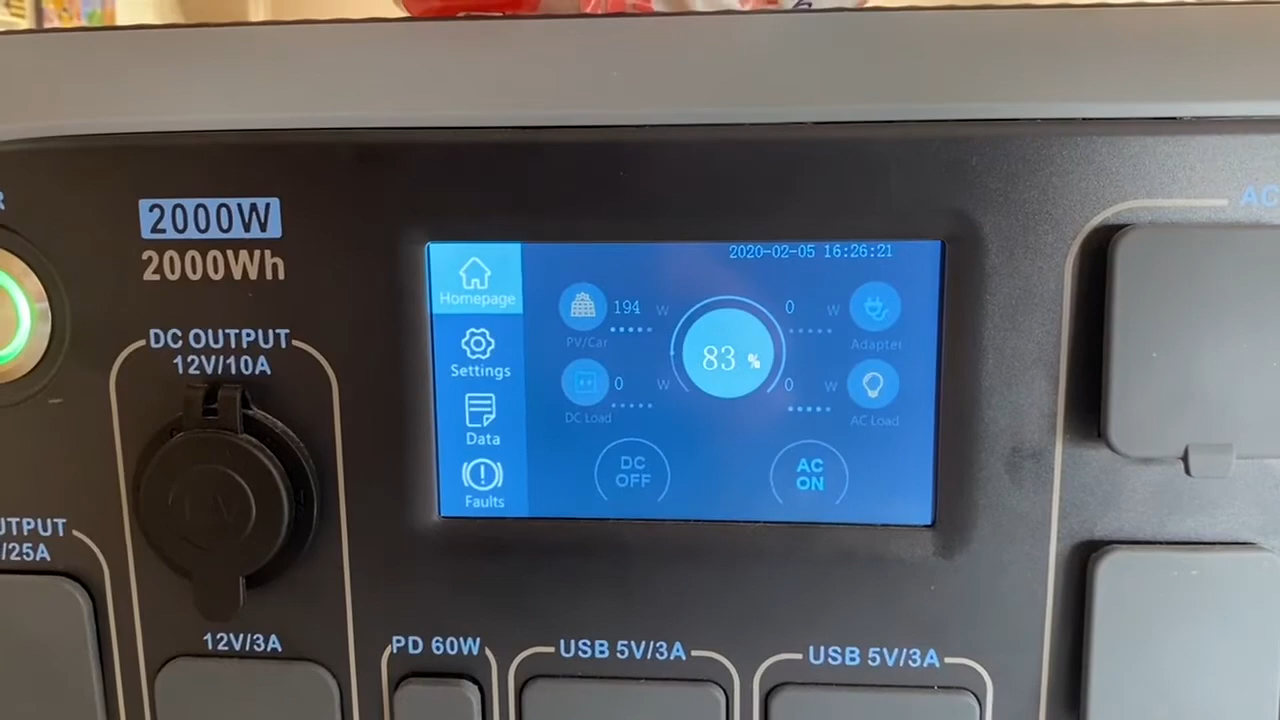 R
2000W
2000Wh
DC OUTPUT
12V/10A
UTPUT
/25A
12V/3A
PD 60W
USB 5V/3A
USB 5V/3A
AC
2020-02-05 16:26:21
Homepage
Settings
Data
Faults
194 W
PV/Car
0 W
DC Load
83 %
0 W
Adapter
0 W
AC Load
DC
OFF
AC
ON